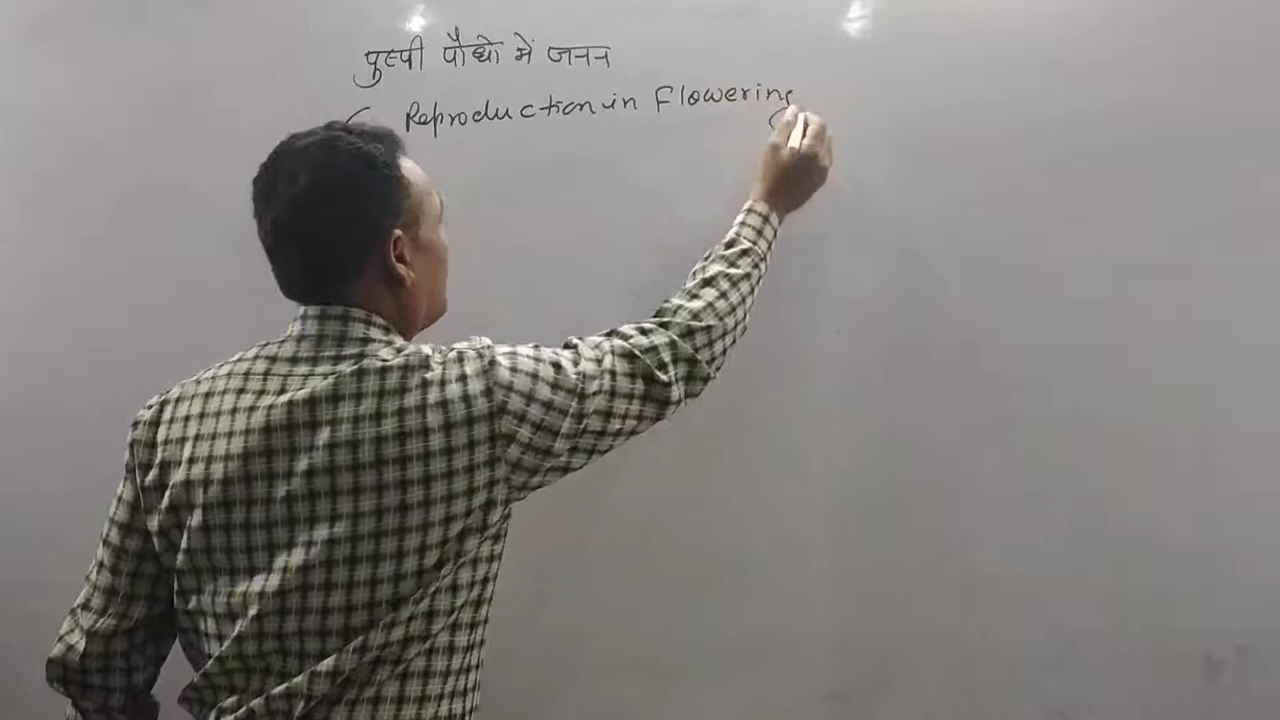 पुष्पी पौधो में जनन
( Reproduction in Flowering